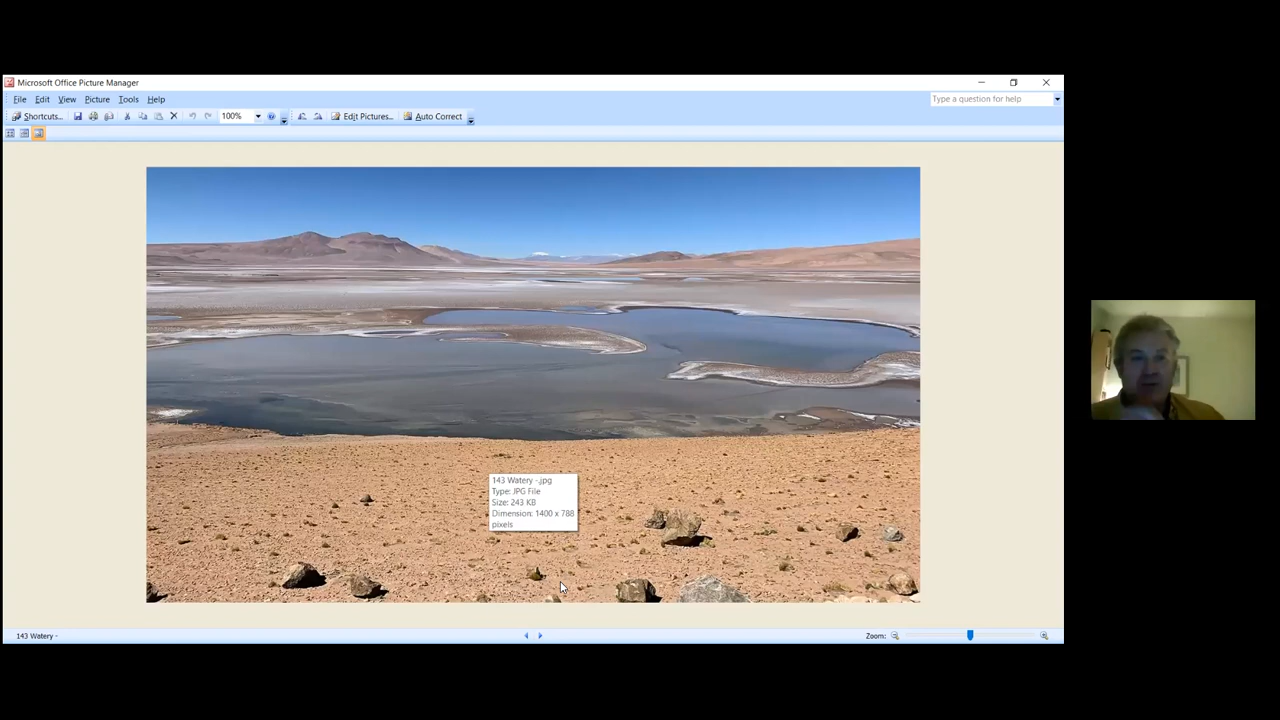 Microsoft Office Picture Manager
File Edit View Picture Tools Help
Type a question for help
Shortcuts... 100% Edit Pictures... Auto Correct
143 Watery -.jpg
Type: JPG File
Size: 243 KB
Dimension: 1400 x 788
pixels
143 Watery -
Zoom: